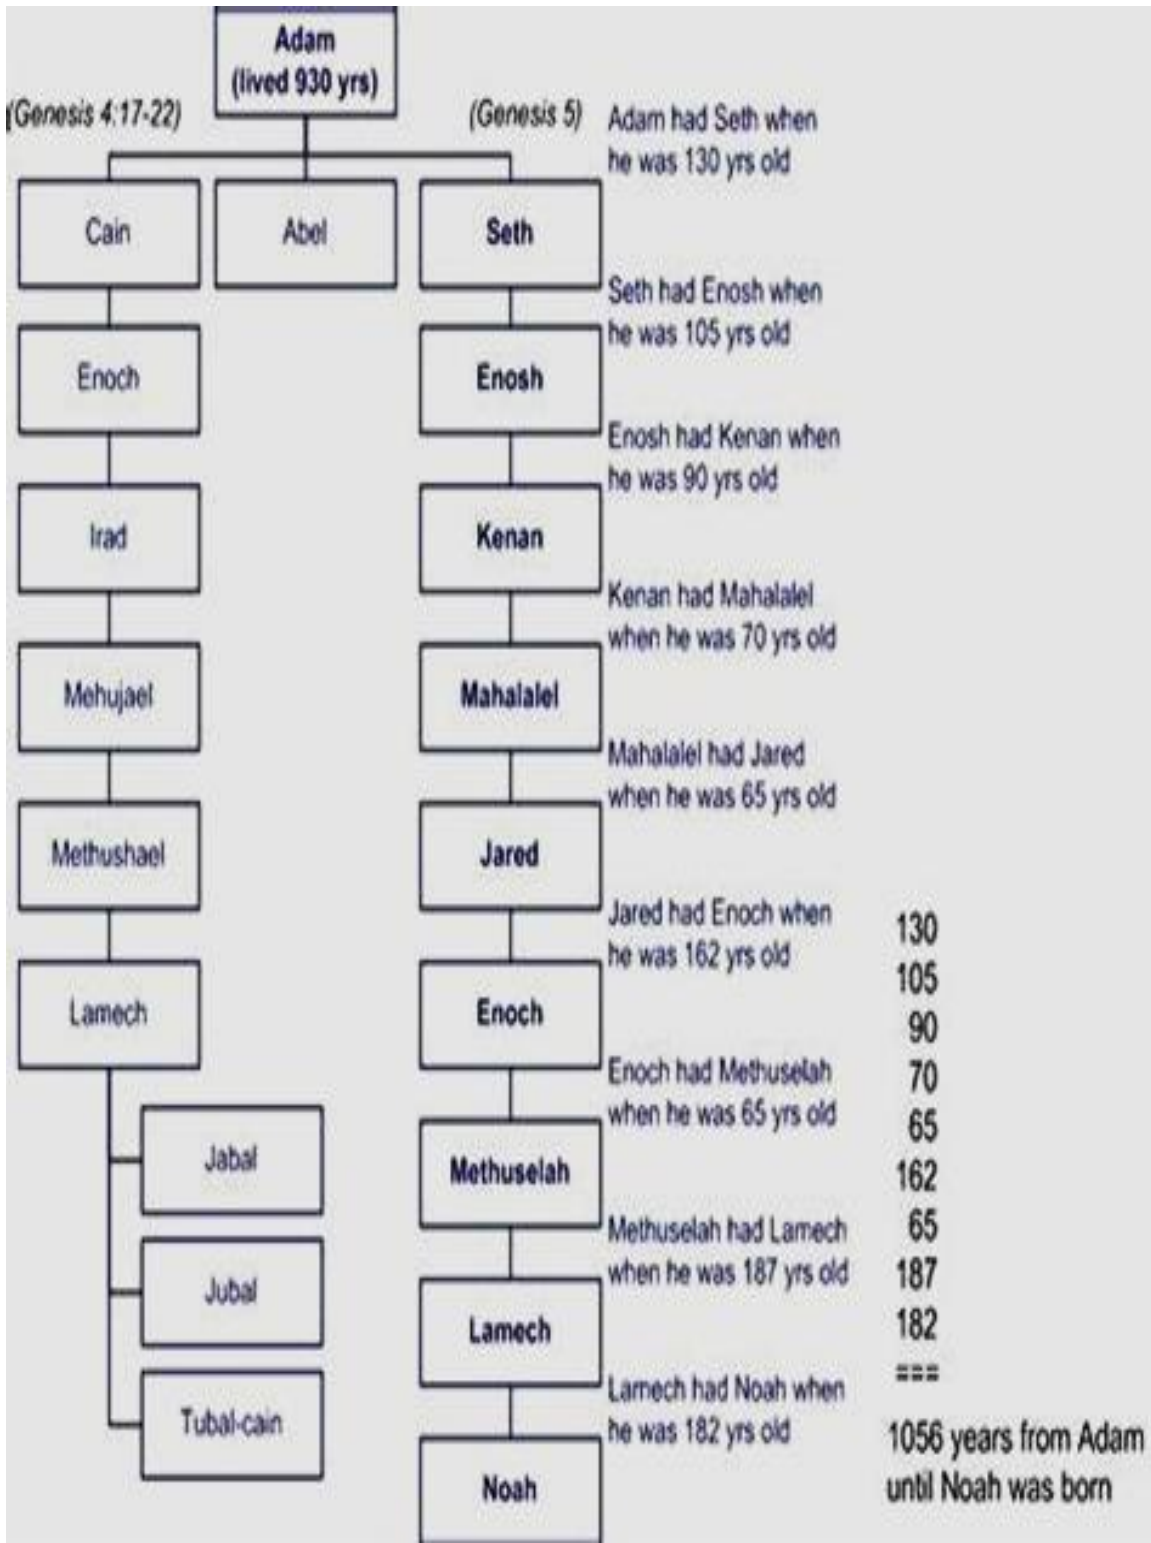 Adam
(lived 930 yrs)
(Genesis 4:17-22)
(Genesis 5)
Adam had Seth when
he was 130 yrs old
Cain
Abel
Seth
Seth had Enosh when
he was 105 yrs old
Enoch
Enosh
Enosh had Kenan when
he was 90 yrs old
Irad
Kenan
Kenan had Mahalalel
when he was 70 yrs old
Mehujael
Mahalalel
Mahalalel had Jared
when he was 65 yrs old
Methushael
Jared
Jared had Enoch when
he was 162 yrs old
Lamech
Enoch
Enoch had Methuselah
when he was 65 yrs old
Jabal
Methuselah
Methuselah had Lamech
when he was 187 yrs old
Jubal
Lamech
Lamech had Noah when
he was 182 yrs old
Tubal-cain
Noah
130
105
90
70
65
162
65
187
182
===
1056 years from Adam
until Noah was born